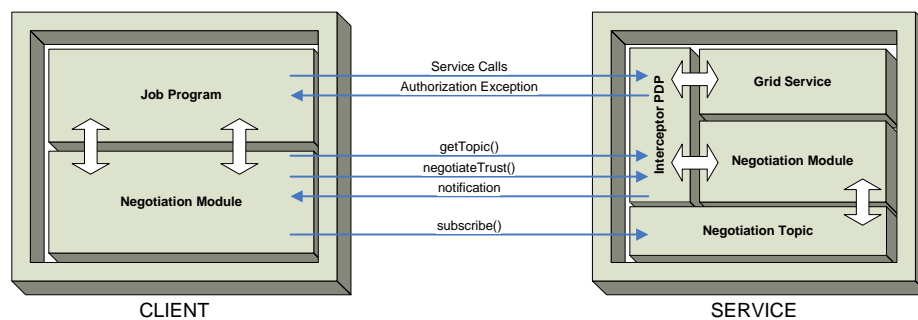 Job Program
Negotiation Module
Service Calls
Authorization Exception
getTopic()
negotiateTrust()
notification
subscribe()
Interceptor PDP
Grid Service
Negotiation Module
Negotiation Topic
CLIENT
SERVICE